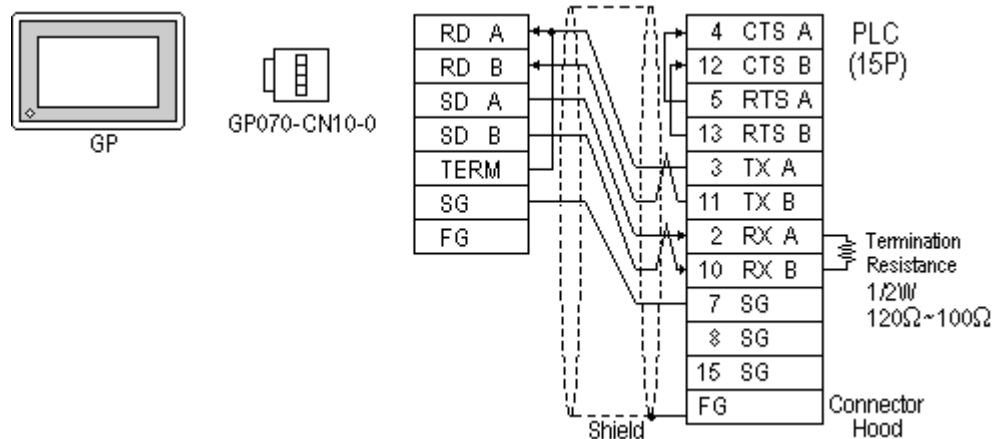 GP
GP070-CN10-0
RD A
RD B
SD A
SD B
TERM
SG
FG
Shield
4 CTS A
12 CTS B
5 RTS A
13 RTS B
3 TX A
11 TX B
2 RX A
10 RX B
7 SG
8 SG
15 SG
FG
PLC
(15P)
Termination
Resistance
1/2W
120Ω~100Ω
Connector
Hood